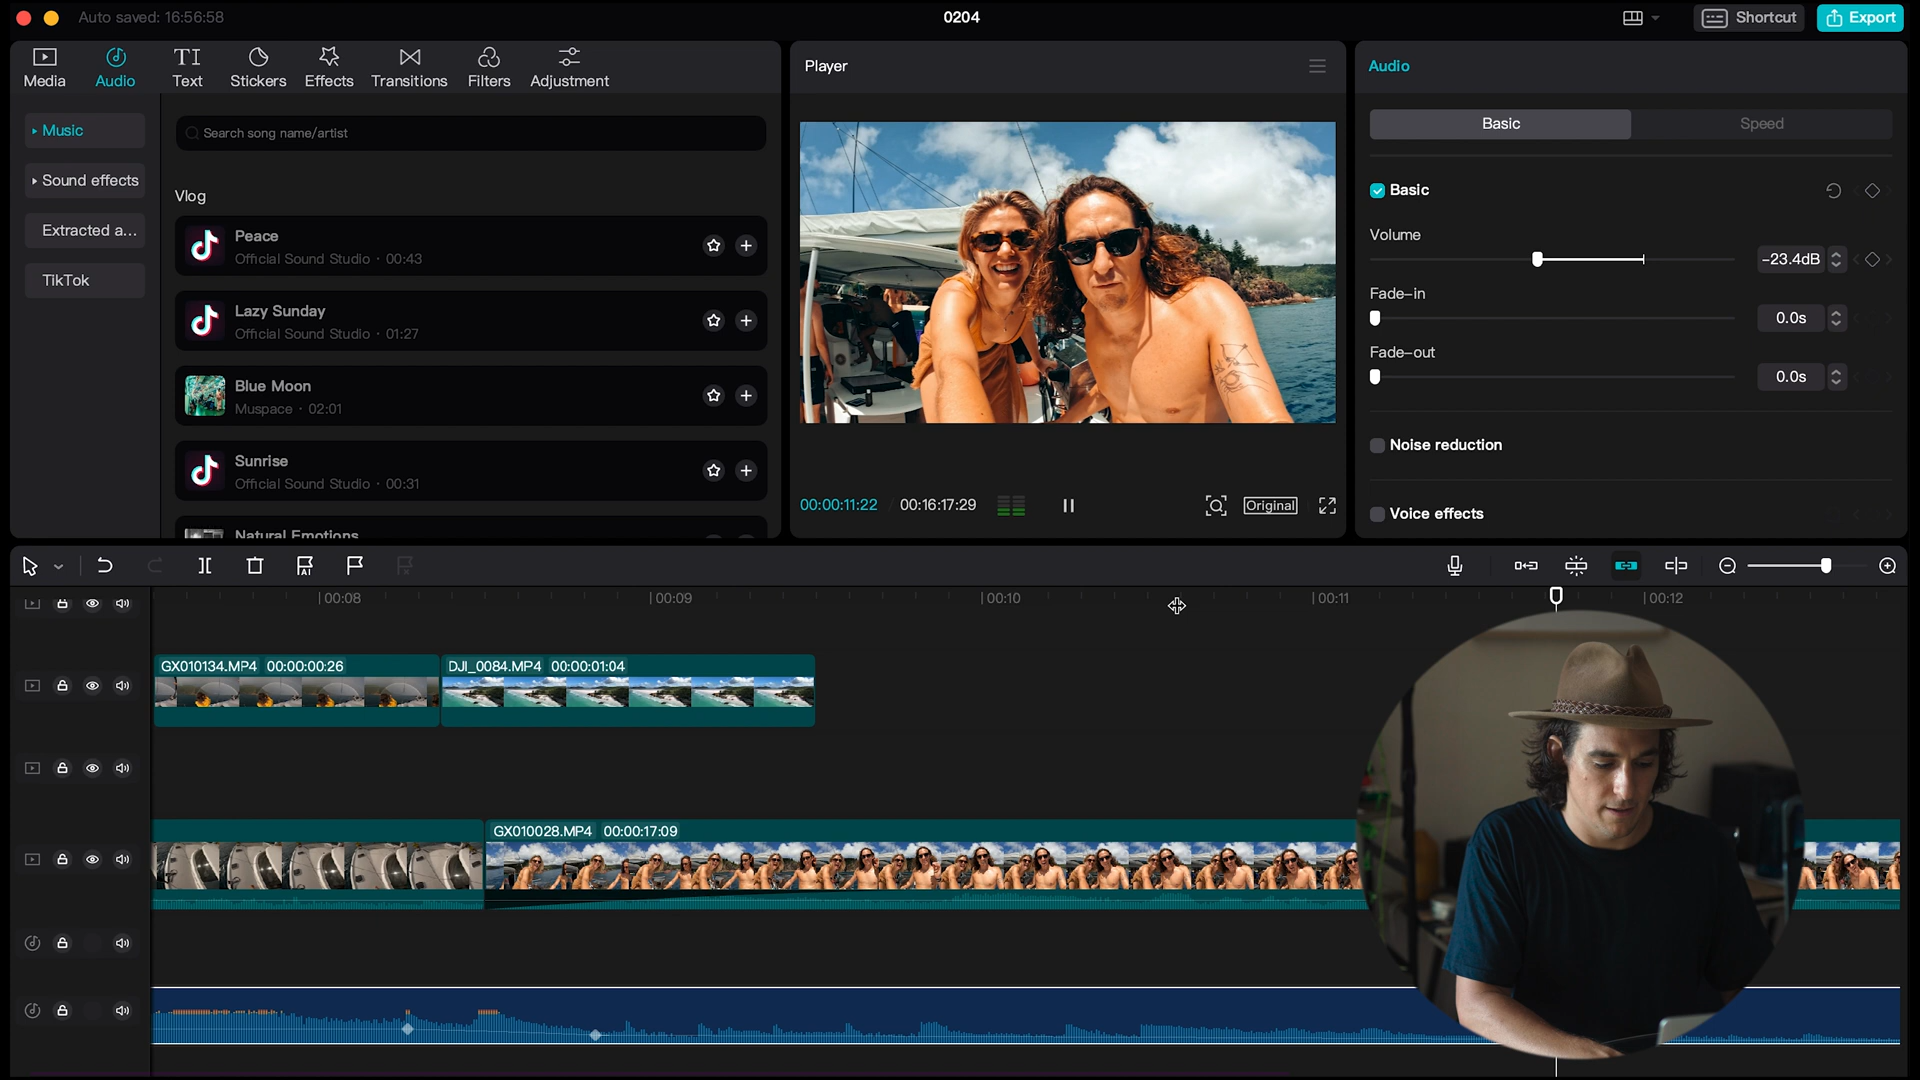 Auto saved: 16:56:58
0204
Shortcut
Export
Media
Audio
TI
Text
Stickers
Effects
Transitions
Filters
Adjustment
Player
Audio
Music
Sound effects
Extracted a...
TikTok
Search song name/artist
Vlog
Peace
Official Sound Studio · 00:43
Lazy Sunday
Official Sound Studio · 01:27
Blue Moon
Muspace · 02:01
Sunrise
Official Sound Studio · 00:31
Natural Emotions
00:00:11:22 / 00:16:17:29
Original
Basic
Speed
Basic
Volume
-23.4dB
Fade-in
0.0s
Fade-out
0.0s
Noise reduction
Voice effects
AI
00:08
00:09
00:10
00:11
00:12
GX010134.MP4 00:00:00:26
DJI_0084.MP4 00:00:01:04
GX010028.MP4 00:00:17:09